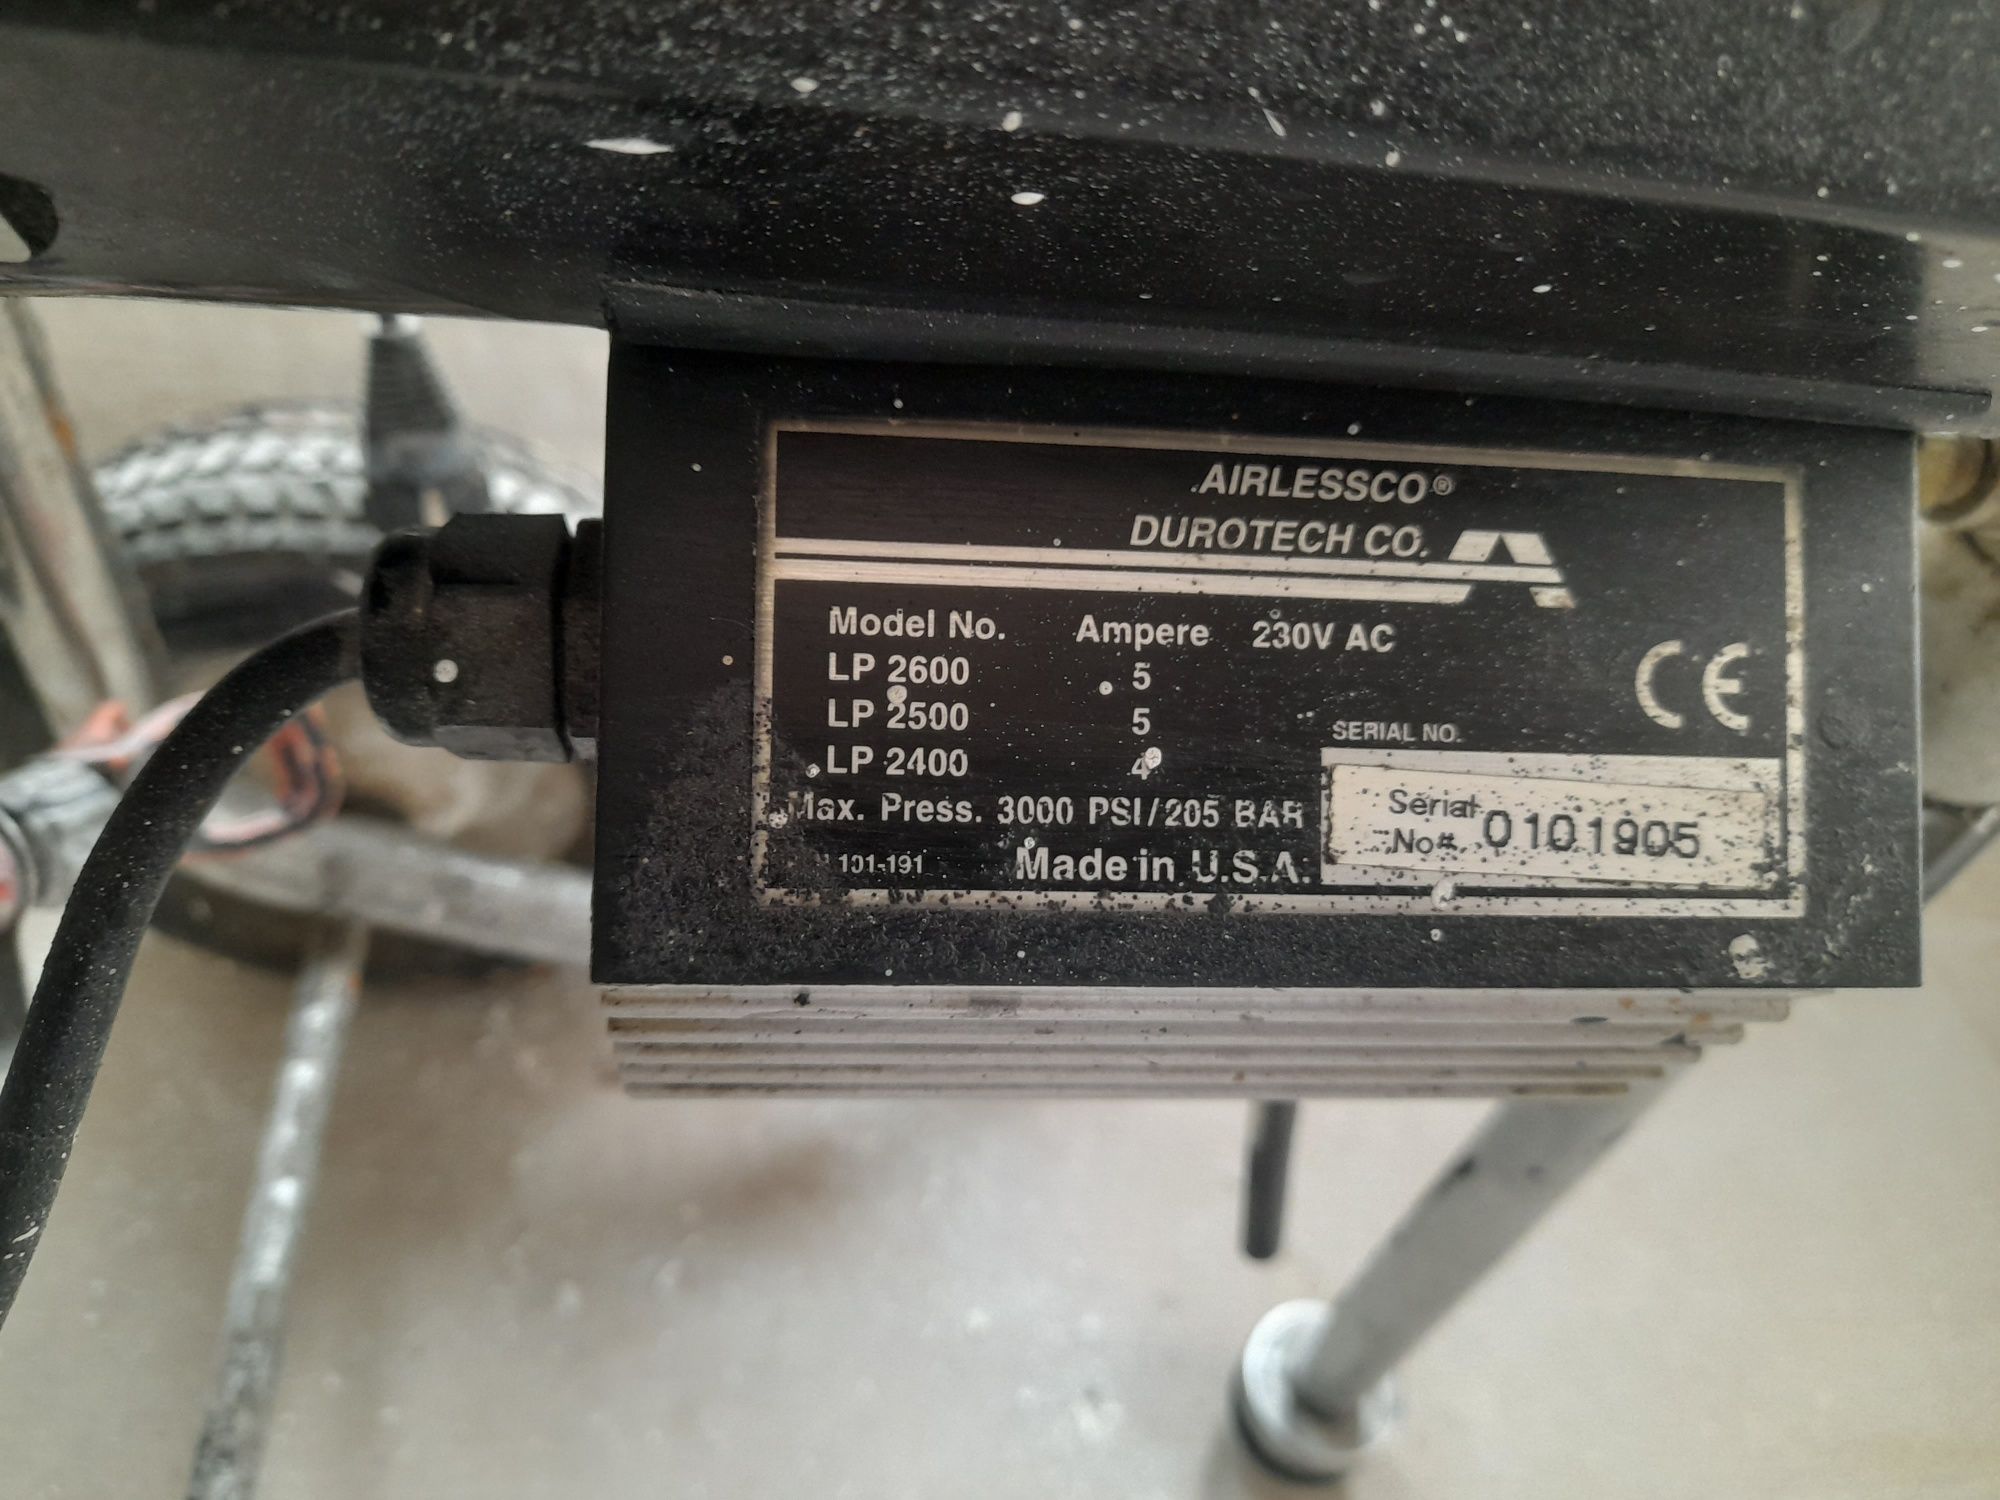 AIRLESSCO®
DUROTECH CO.
Model No. Ampere 230V AC
LP 2600 5
LP 2500 5
LP 2400 4
Max. Press. 3000 PSI/205 BAR
101-191 Made in U.S.A.
CE
SERIAL NO.
Serial
No#. 0101905